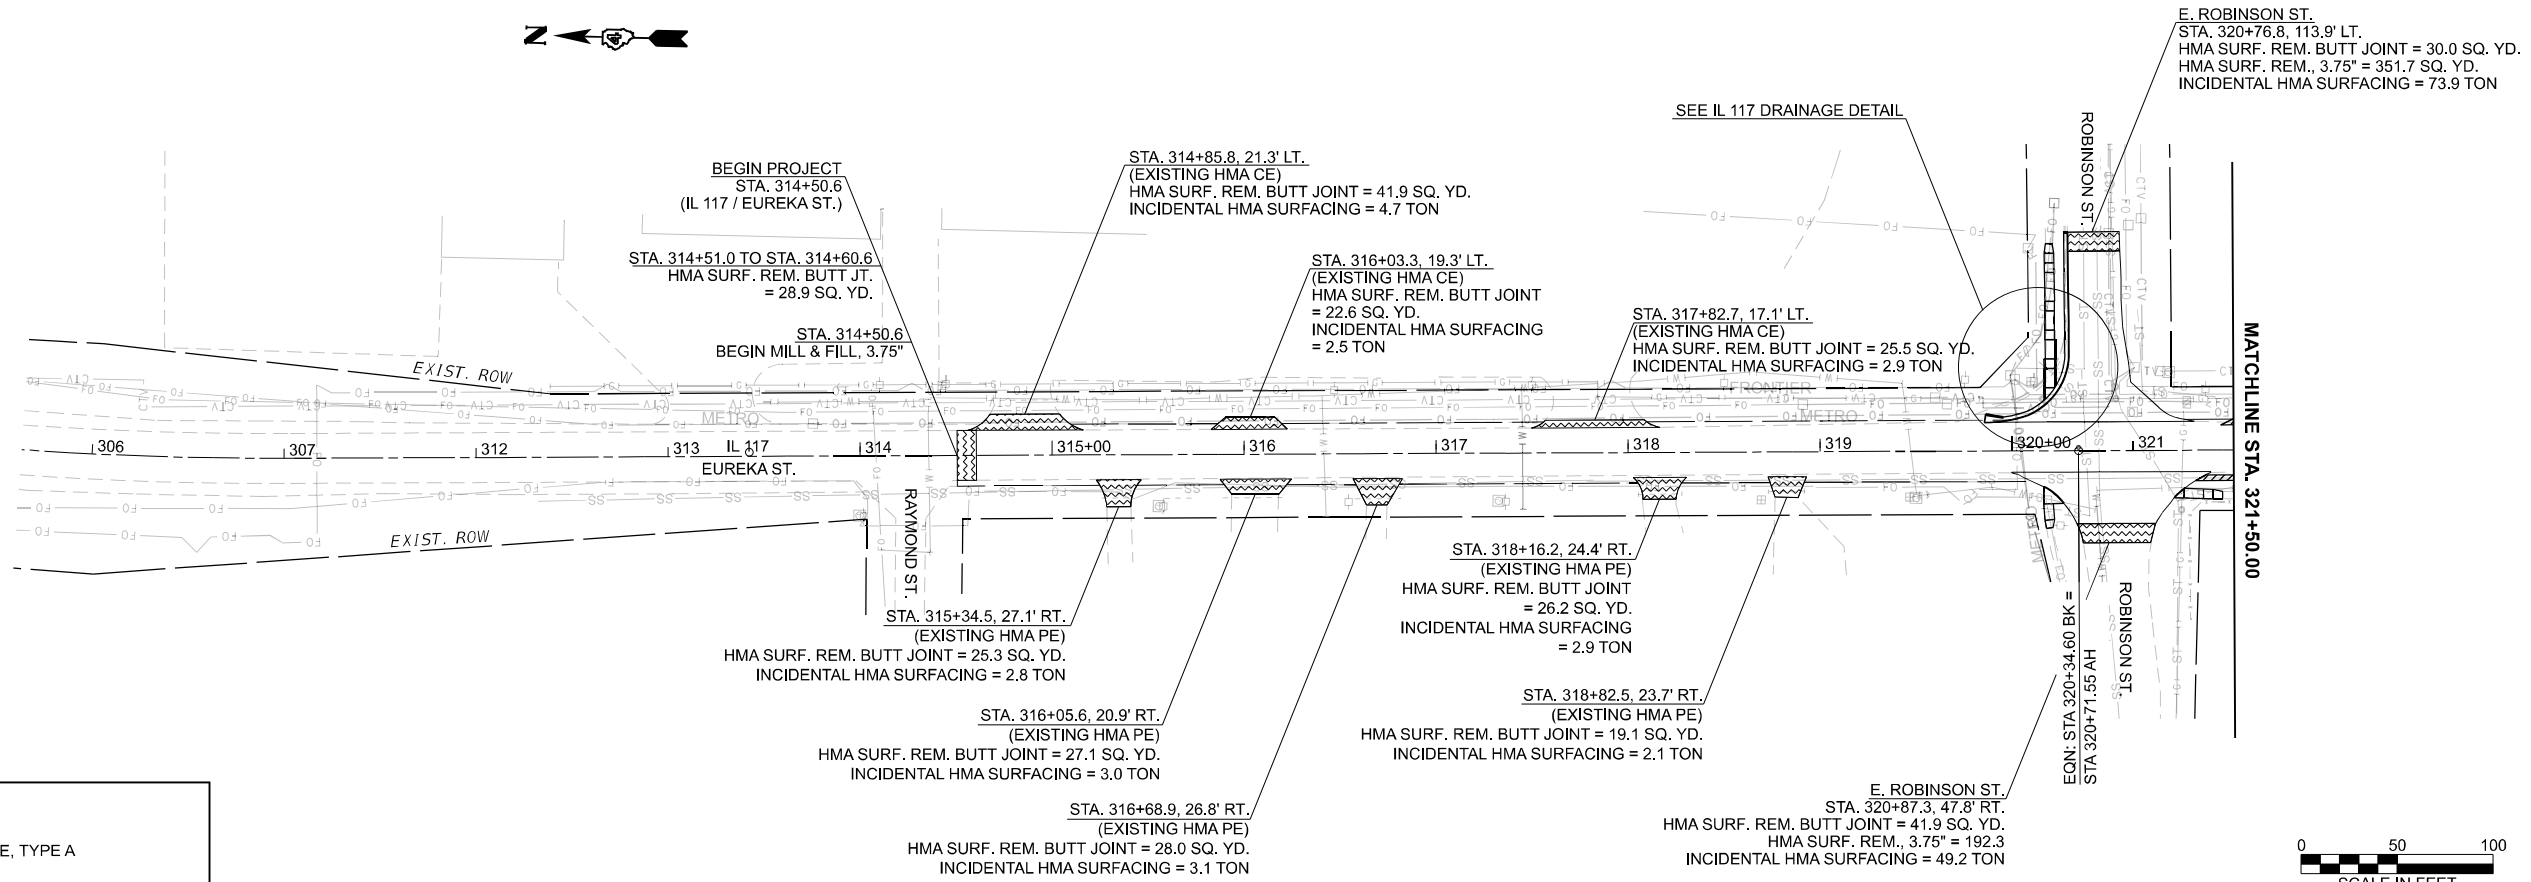 N
E. ROBINSON ST.
STA. 320+76.8, 113.9' LT.
HMA SURF. REM. BUTT JOINT = 30.0 SQ. YD.
HMA SURF. REM., 3.75" = 351.7 SQ. YD.
INCIDENTAL HMA SURFACING = 73.9 TON
SEE IL 117 DRAINAGE DETAIL
ROBINSON ST.
BEGIN PROJECT
STA. 314+50.6
(IL 117 / EUREKA ST.)
STA. 314+85.8, 21.3' LT.
(EXISTING HMA CE)
HMA SURF. REM. BUTT JOINT = 41.9 SQ. YD.
INCIDENTAL HMA SURFACING = 4.7 TON
STA. 314+51.0 TO STA. 314+60.6
HMA SURF. REM. BUTT JT.
= 28.9 SQ. YD.
STA. 316+03.3, 19.3' LT.
(EXISTING HMA CE)
HMA SURF. REM. BUTT JOINT
= 22.6 SQ. YD.
INCIDENTAL HMA SURFACING
= 2.5 TON
STA. 317+82.7, 17.1' LT.
(EXISTING HMA CE)
HMA SURF. REM. BUTT JOINT = 25.5 SQ. YD.
INCIDENTAL HMA SURFACING = 2.9 TON
STA. 314+50.6
BEGIN MILL & FILL, 3.75"
EXIST. ROW
METRO
FRONTIER
METRO
306
307
312
313
IL 117
314
315+00
316
317
318
319
320+00
321
EUREKA ST.
MATCHLINE STA. 321+50.00
EXIST. ROW
RAYMOND ST.
METRO
STA. 315+34.5, 27.1' RT.
(EXISTING HMA PE)
HMA SURF. REM. BUTT JOINT = 25.3 SQ. YD.
INCIDENTAL HMA SURFACING = 2.8 TON
STA. 318+16.2, 24.4' RT.
(EXISTING HMA PE)
HMA SURF. REM. BUTT JOINT
= 26.2 SQ. YD.
INCIDENTAL HMA SURFACING
= 2.9 TON
EQN: STA 320+34.60 BK =
STA 320+71.55 AH
ROBINSON ST.
STA. 316+05.6, 20.9' RT.
(EXISTING HMA PE)
HMA SURF. REM. BUTT JOINT = 27.1 SQ. YD.
INCIDENTAL HMA SURFACING = 3.0 TON
STA. 318+82.5, 23.7' RT.
(EXISTING HMA PE)
HMA SURF. REM. BUTT JOINT = 19.1 SQ. YD.
INCIDENTAL HMA SURFACING = 2.1 TON
STA. 316+68.9, 26.8' RT.
(EXISTING HMA PE)
HMA SURF. REM. BUTT JOINT = 28.0 SQ. YD.
INCIDENTAL HMA SURFACING = 3.1 TON
E. ROBINSON ST.
STA. 320+87.3, 47.8' RT.
HMA SURF. REM. BUTT JOINT = 41.9 SQ. YD.
HMA SURF. REM., 3.75" = 192.3
INCIDENTAL HMA SURFACING = 49.2 TON
E, TYPE A
0 50 100
SCALE IN FEET